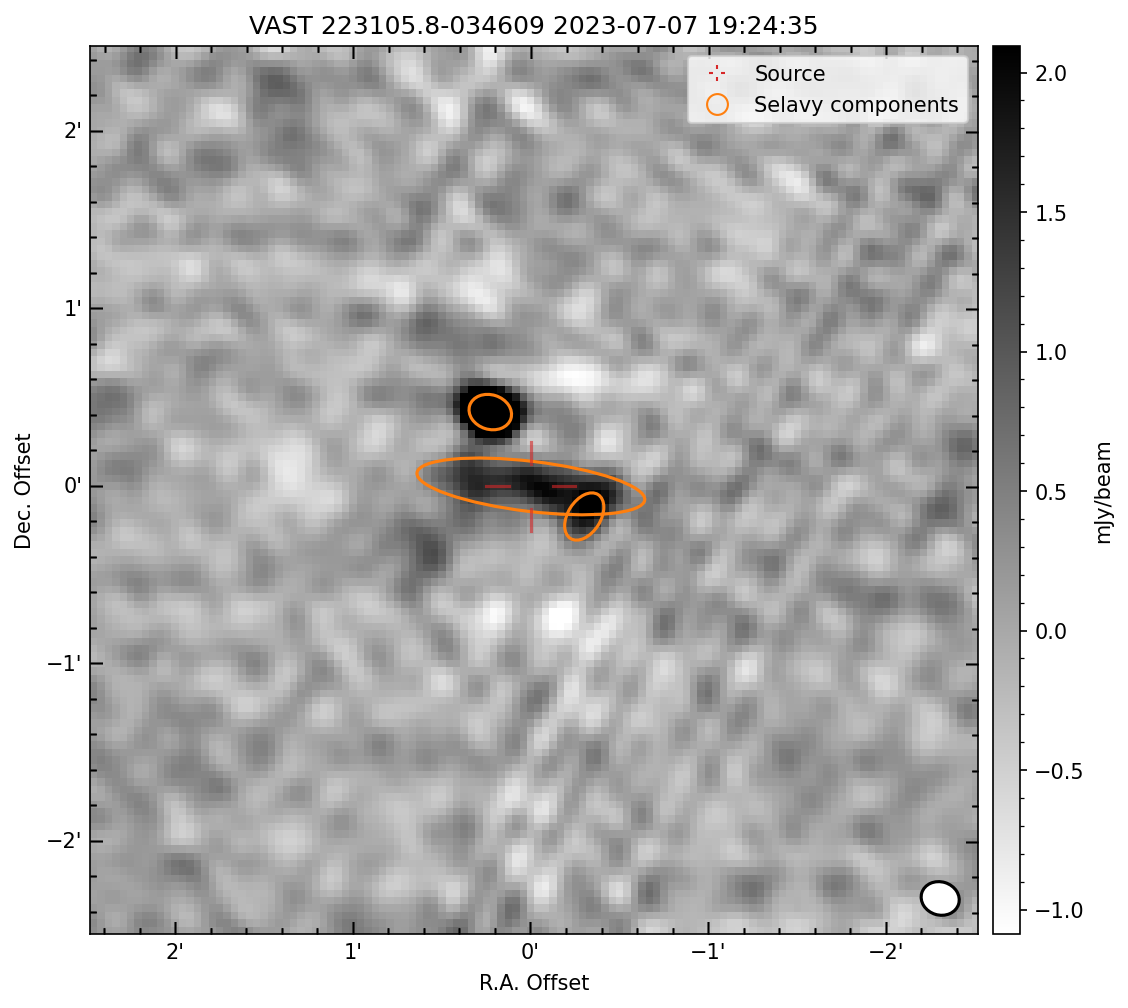 VAST 223105.8-034609 2023-07-07 19:24:35
Source
Selavy components
2'
1'
0'
−1'
−2'
Dec. Offset
2'
1'
0'
−1'
−2'
R.A. Offset
2.0
1.5
1.0
0.5
0.0
−0.5
−1.0
mJy/beam